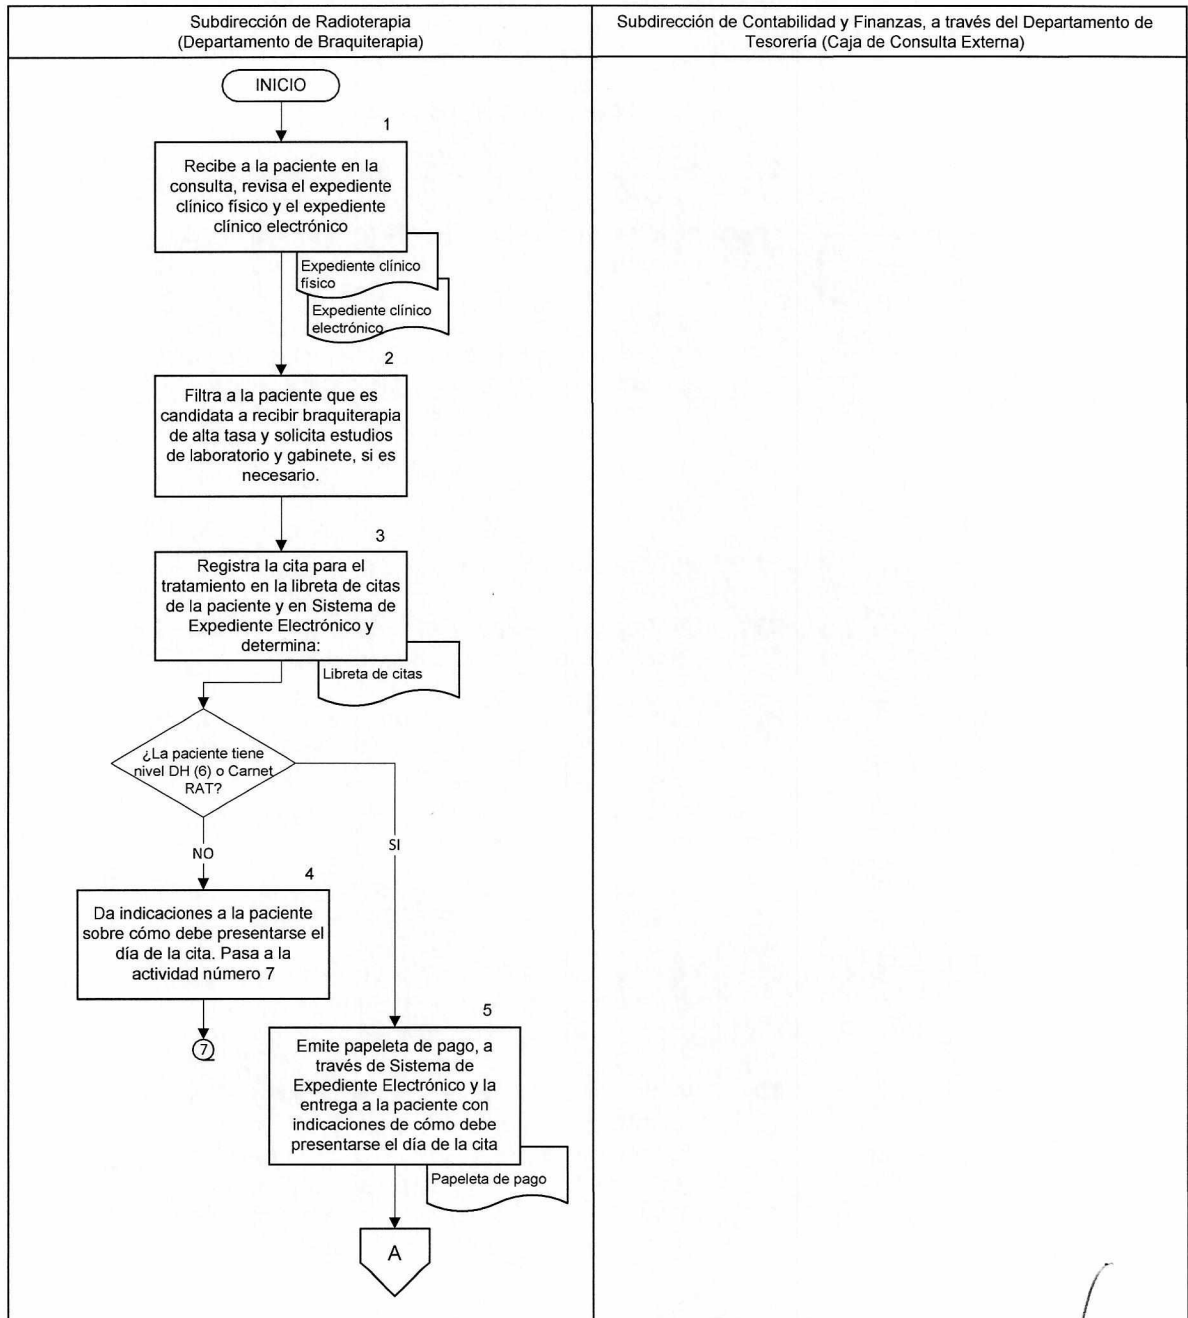 Subdirección de Radioterapia
(Departamento de Braquiterapia)
Subdirección de Contabilidad y Finanzas, a través del Departamento de
Tesorería (Caja de Consulta Externa)
INICIO
1
Recibe a la paciente en la
consulta, revisa el expediente
clínico físico y el expediente
clínico electrónico
Expediente clínico
físico
Expediente clínico
electrónico
2
Filtra a la paciente que es
candidata a recibir braquiterapia
de alta tasa y solicita estudios
de laboratorio y gabinete, si es
necesario.
3
Registra la cita para el
tratamiento en la libreta de citas
de la paciente y en Sistema de
Expediente Electrónico y
determina:
Libreta de citas
¿La paciente tiene
nivel DH (6) o Carnet
RAT?
NO
SI
4
Da indicaciones a la paciente
sobre cómo debe presentarse el
día de la cita. Pasa a la
actividad número 7
7
5
Emite papeleta de pago, a
través de Sistema de
Expediente Electrónico y la
entrega a la paciente con
indicaciones de cómo debe
presentarse el día de la cita
Papeleta de pago
A